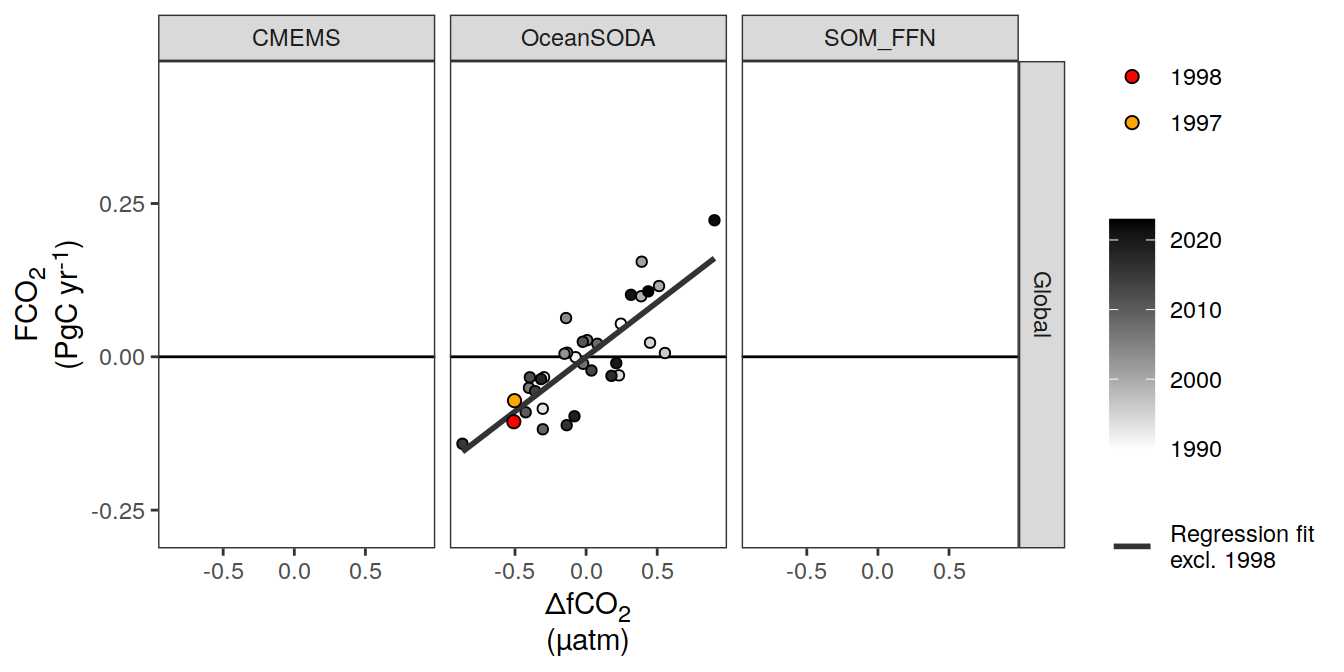 CMEMS
OceanSODA
SOM_FFN
Global
FCO₂
(PgC yr⁻¹)
0.25
0.00
-0.25
-0.5 0.0 0.5
-0.5 0.0 0.5
-0.5 0.0 0.5
ΔfCO₂
(μatm)
1998
1997
2020
2010
2000
1990
Regression fit
excl. 1998